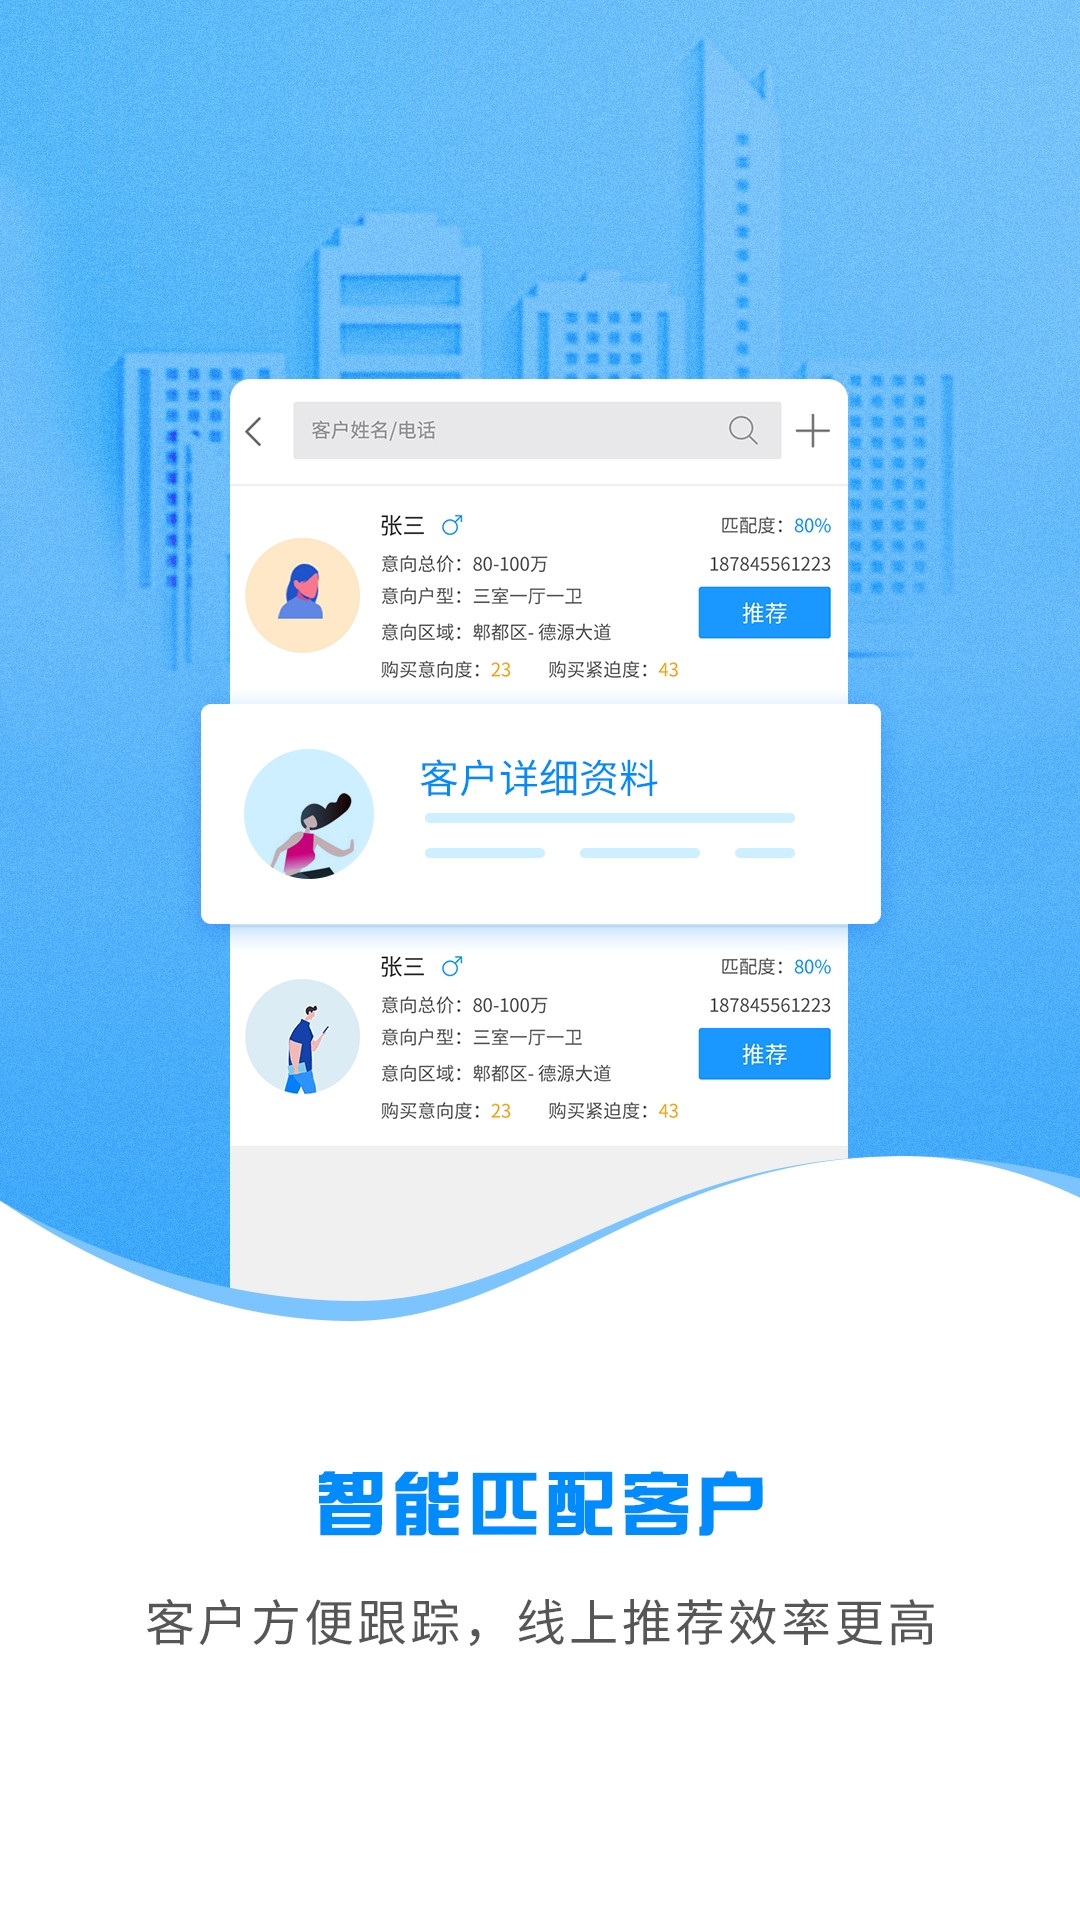 客户姓名/电话
张三 匹配度：80%
意向总价：80-100万 187845561223
意向户型：三室一厅一卫 推荐
意向区域：郫都区- 德源大道
购买意向度：23 购买紧迫度：43
客户详细资料
张三 匹配度：80%
意向总价：80-100万 187845561223
意向户型：三室一厅一卫 推荐
意向区域：郫都区- 德源大道
购买意向度：23 购买紧迫度：43
智能匹配客户
客户方便跟踪，线上推荐效率更高